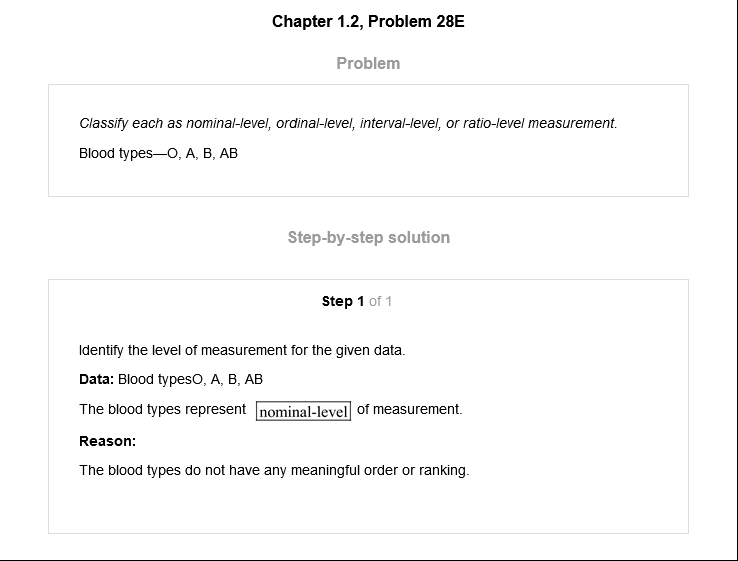 Chapter 1.2, Problem 28E
Problem
Classify each as nominal-level, ordinal-level, interval-level, or ratio-level measurement.
Blood types—O, A, B, AB
Step-by-step solution
Step 1 of 1
Identify the level of measurement for the given data.
Data: Blood typesO, A, B, AB
The blood types represent nominal-level of measurement.
Reason:
The blood types do not have any meaningful order or ranking.